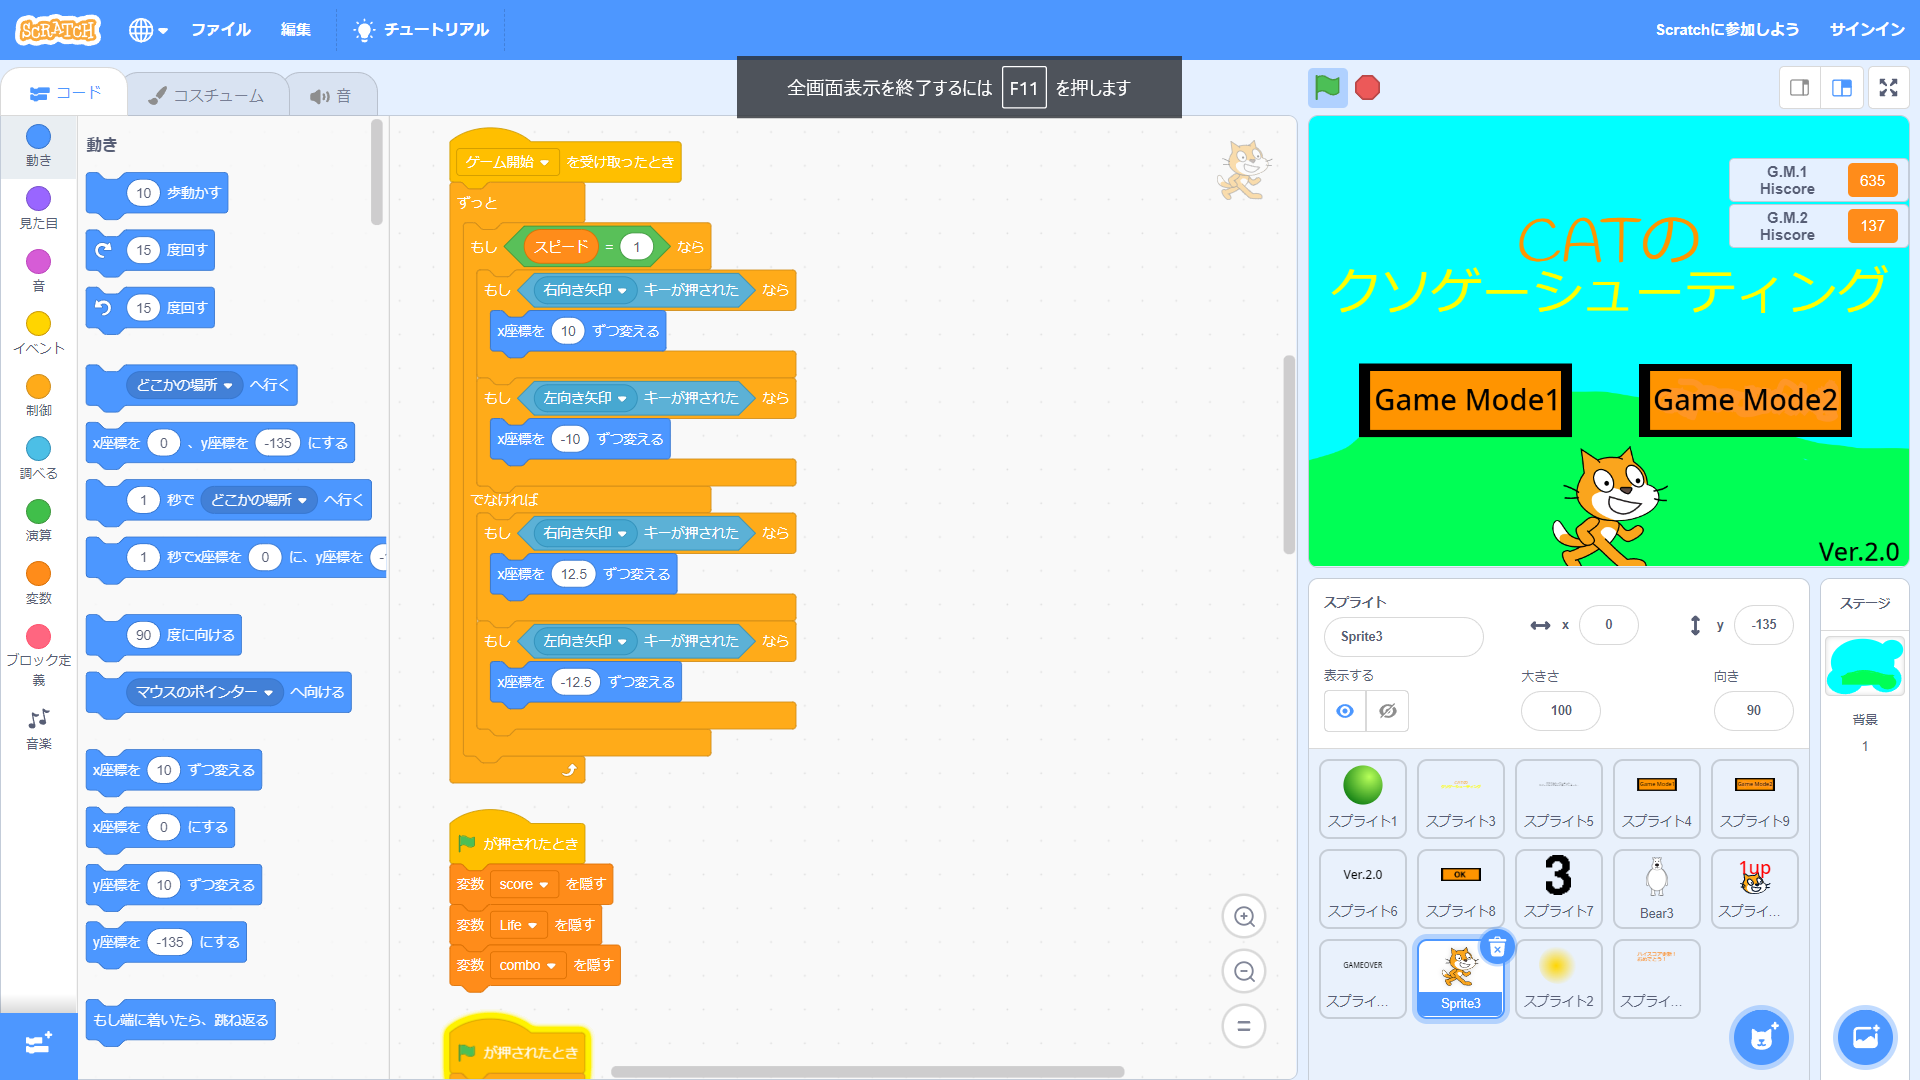 SCRATCH
ファイル
編集
チュートリアル
Scratchに参加しよう
サインイン
全画面表示を終了するには F11 を押します
コード
コスチューム
音
動き
見た目
音
イベント
制御
調べる
演算
変数
ブロック定義
音楽
動き
10 歩動かす
15 度回す
15 度回す
どこかの場所 へ行く
x座標を 0 、y座標を -135 にする
1 秒で どこかの場所 へ行く
1 秒でx座標を 0 に、y座標を
90 度に向ける
マウスのポインター へ向ける
x座標を 10 ずつ変える
x座標を 0 にする
y座標を 10 ずつ変える
y座標を -135 にする
もし端に着いたら、跳ね返る
ゲーム開始 を受け取ったとき
ずっと
もし スピード = 1 なら
もし 右向き矢印 キーが押された なら
x座標を 10 ずつ変える
もし 左向き矢印 キーが押された なら
x座標を -10 ずつ変える
でなければ
もし 右向き矢印 キーが押された なら
x座標を 12.5 ずつ変える
もし 左向き矢印 キーが押された なら
x座標を -12.5 ずつ変える
が押されたとき
変数 score を隠す
変数 Life を隠す
変数 combo を隠す
が押されたとき
G.M.1 Hiscore 635
G.M.2 Hiscore 137
CATの
クソゲーシューティング
Game Mode1
Game Mode2
Ver.2.0
スプライト
Sprite3
x 0
y -135
表示する
大きさ
100
向き
90
ステージ
背景
1
スプライト1
スプライト3
スプライト5
Game Mode1
スプライト4
Game Mode2
スプライト9
Ver.2.0
スプライト6
OK
スプライト8
3
スプライト7
Bear3
1up
スプライ...
GAMEOVER
スプライ...
Sprite3
スプライト2
スプライ...